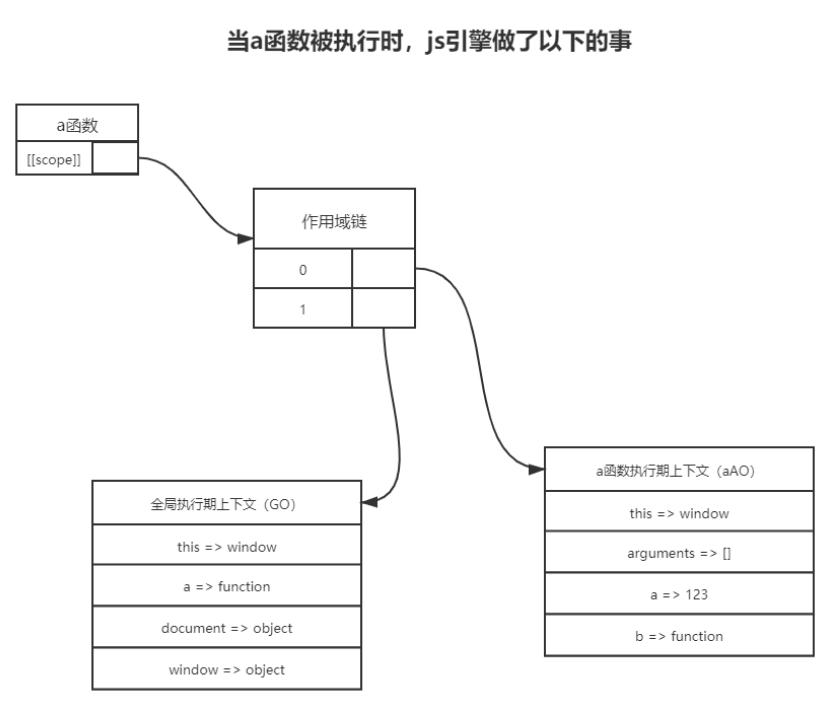 当a函数被执行时，js引擎做了以下的事
a函数
[[scope]]
作用域链
0
1
全局执行期上下文（GO）
this => window
a => function
document => object
window => object
a函数执行期上下文（aAO）
this => window
arguments => []
a => 123
b => function